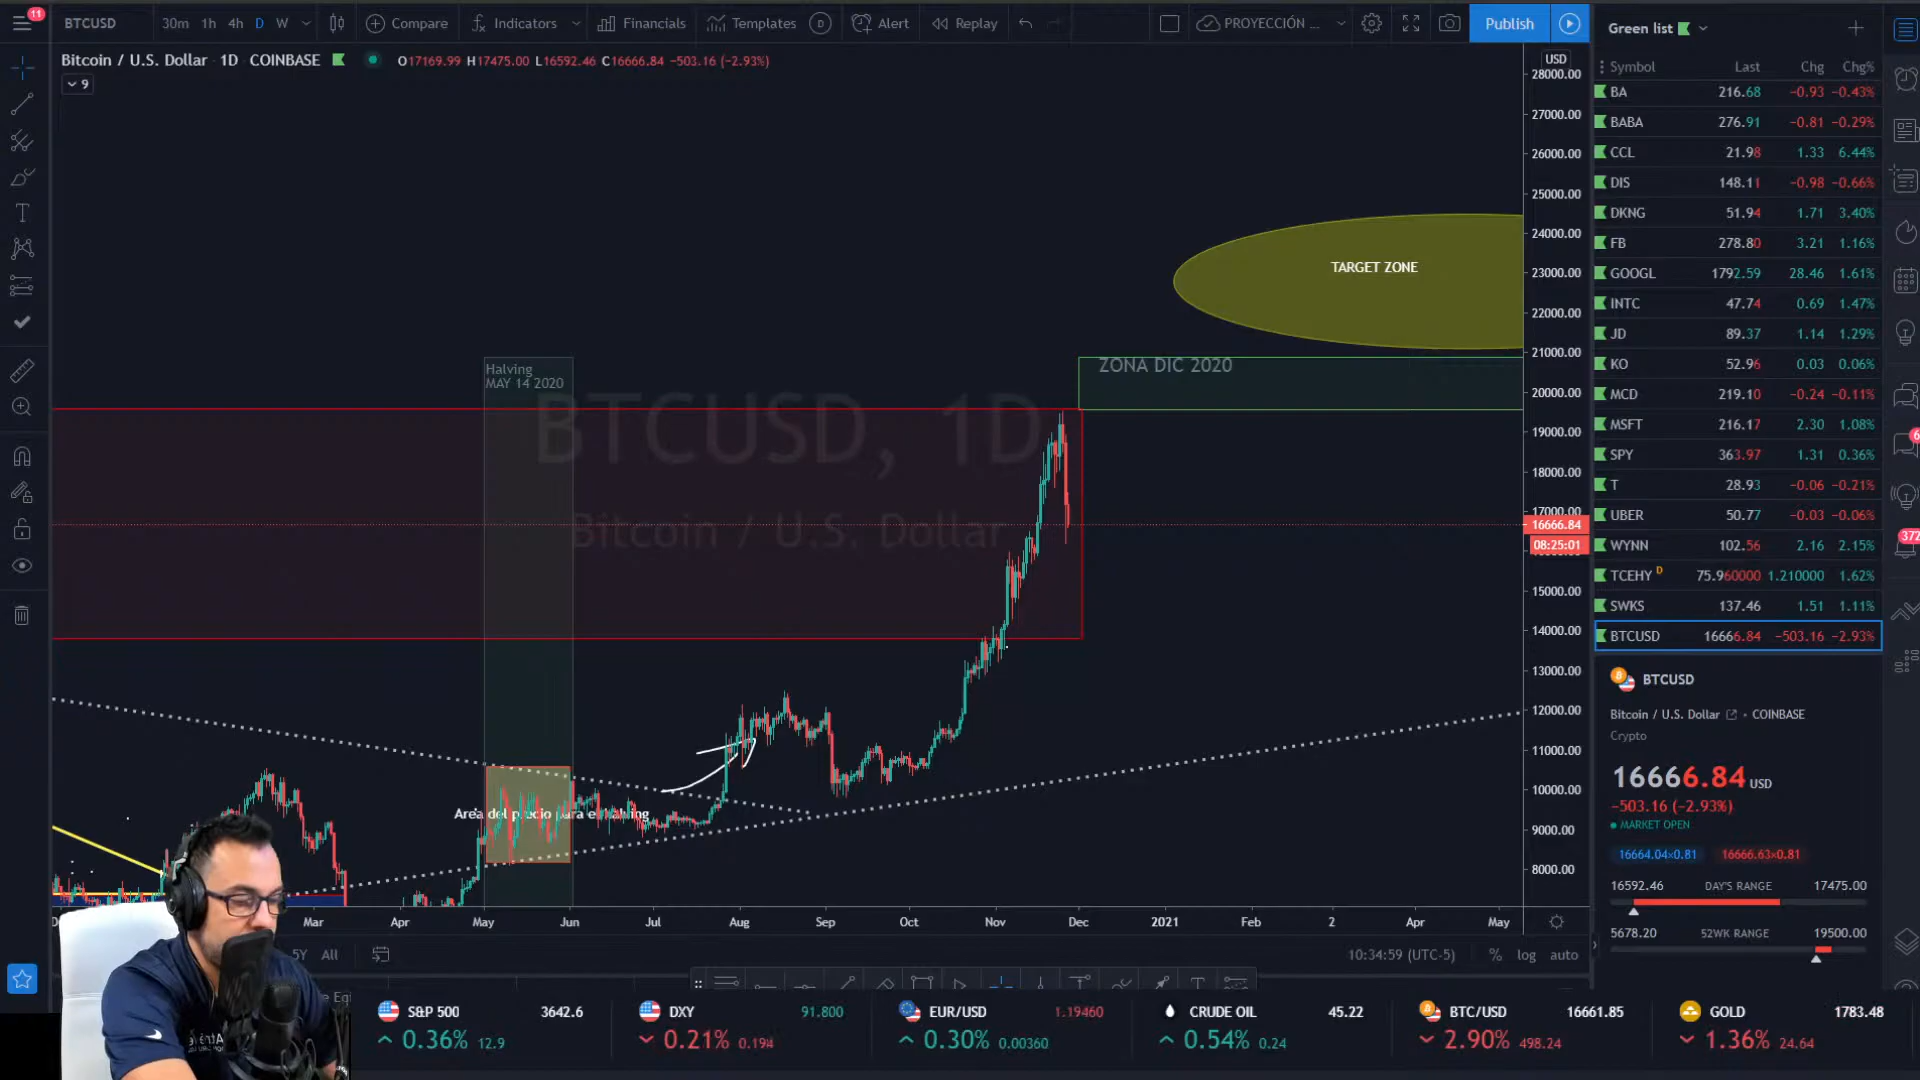 11
BTCUSD 30m 1h 4h D W Compare Indicators Financials Templates D Alert Replay PROYECCIÓN ... Publish
Bitcoin / U.S. Dollar 1D COINBASE O17169.99 H17475.00 L16592.46 C16666.84 −503.16 (−2.93%)
9
USD
28000.00
27000.00
26000.00
25000.00
24000.00
23000.00
22000.00
21000.00
20000.00
19000.00
18000.00
17000.00
16666.84
08:25:01
15000.00
14000.00
13000.00
12000.00
11000.00
10000.00
9000.00
8000.00
TARGET ZONE
ZONA DIC 2020
Halving
MAY 14 2020
BTCUSD, 1D
Bitcoin / U.S. Dollar
Area del precio para el halving
Mar Apr May Jun Jul Aug Sep Oct Nov Dec 2021 Feb 2 Apr May
5Y All
10:34:59 (UTC-5) % log auto
Green list
Symbol Last Chg Chg%
BA 216.68 −0.93 −0.43%
BABA 276.91 −0.81 −0.29%
CCL 21.98 1.33 6.44%
DIS 148.11 −0.98 −0.66%
DKNG 51.94 1.71 3.40%
FB 278.80 3.21 1.16%
GOOGL 1792.59 28.46 1.61%
INTC 47.74 0.69 1.47%
JD 89.37 1.14 1.29%
KO 52.96 0.03 0.06%
MCD 219.10 −0.24 −0.11%
MSFT 216.17 2.30 1.08%
SPY 363.97 1.31 0.36%
T 28.93 −0.06 −0.21%
UBER 50.77 −0.03 −0.06%
WYNN 102.56 2.16 2.15%
TCEHY D 75.960000 1.210000 1.62%
SWKS 137.46 1.51 1.11%
BTCUSD 16666.84 −503.16 −2.93%
6
372
BTCUSD
Bitcoin / U.S. Dollar • COINBASE
Crypto
16666.84 USD
−503.16 (−2.93%)
MARKET OPEN
16664.04×0.81 16666.63×0.81
16592.46 DAY'S RANGE 17475.00
5678.20 52WK RANGE 19500.00
S&P 500 3642.6
0.36% 12.9
DXY 91.800
0.21% 0.194
EUR/USD 1.19460
0.30% 0.00360
CRUDE OIL 45.22
0.54% 0.24
BTC/USD 16661.85
2.90% 498.24
GOLD 1783.48
1.36% 24.64